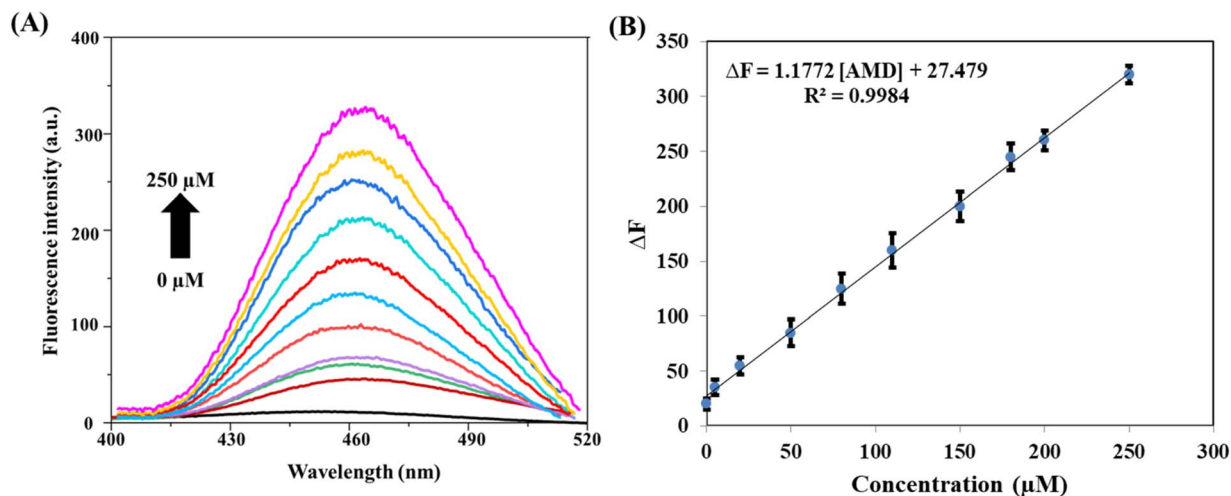 (A)
400
300
200
100
0
Fluorescence intensity (a.u.)
250 µM
0 µM
400 430 460 490 520
Wavelength (nm)
(B)
350
300
250
200
150
100
50
0
ΔF
ΔF = 1.1772 [AMD] + 27.479
R² = 0.9984
0 50 100 150 200 250 300
Concentration (µM)